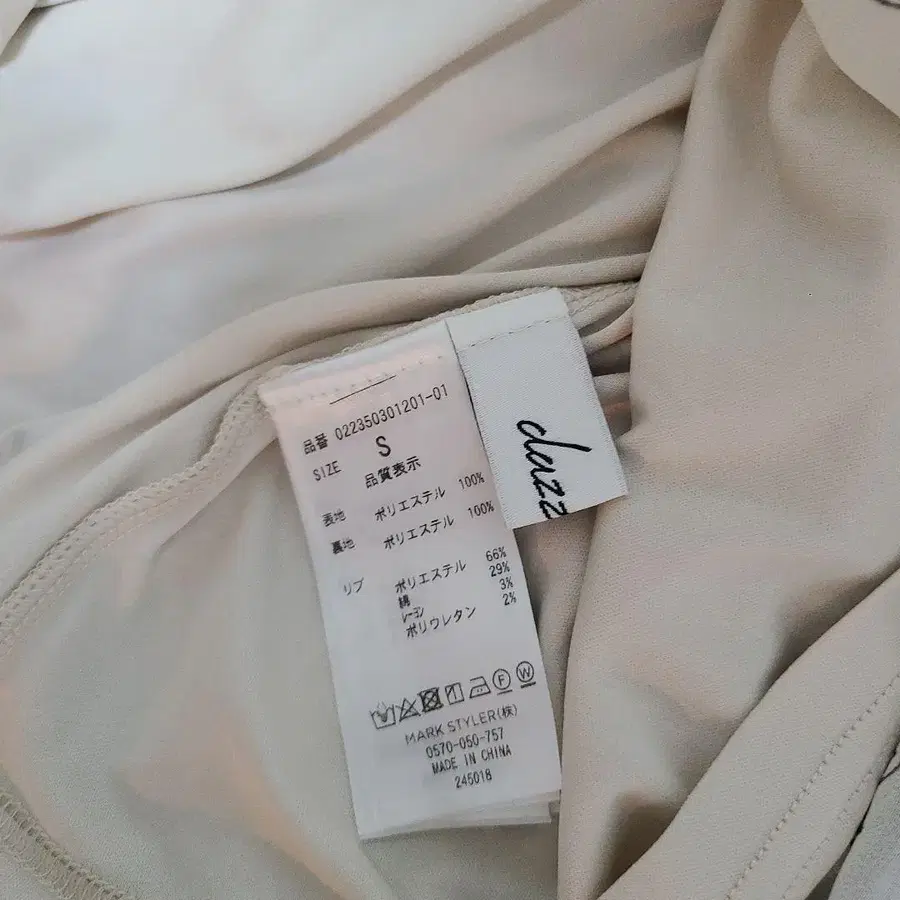 品番 022350301201-01
SIZE S
品質表示
表地 ポリエステル 100%
裏地 ポリエステル 100%
リブ ポリエステル 66%
綿 29%
レーヨン 3%
ポリウレタン 2%
F W
MARK STYLER(株)
0570-050-757
MADE IN CHINA
245018
clazz